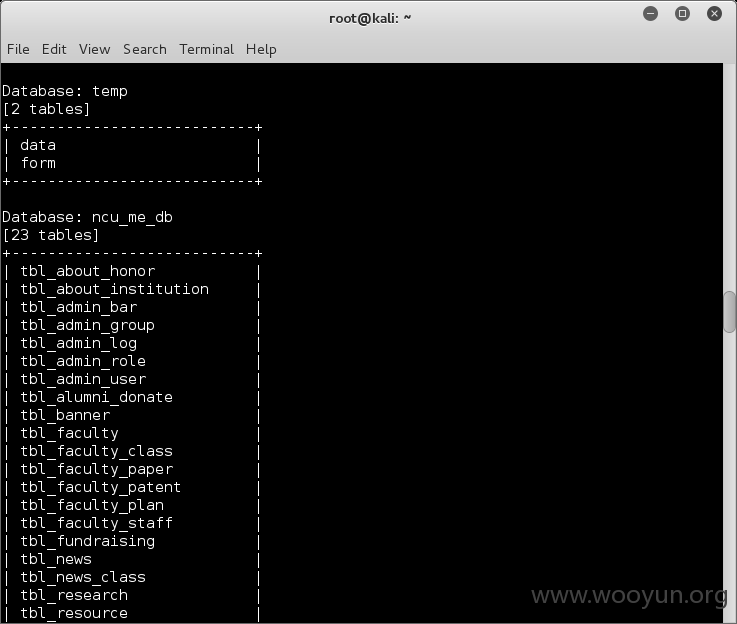 root@kali: ~
File Edit View Search Terminal Help
Database: temp
[2 tables]
+---------------------------+
| data                      |
| form                      |
+---------------------------+
Database: ncu_me_db
[23 tables]
+---------------------------+
| tbl_about_honor           |
| tbl_about_institution     |
| tbl_admin_bar             |
| tbl_admin_group           |
| tbl_admin_log             |
| tbl_admin_role            |
| tbl_admin_user            |
| tbl_alumni_donate         |
| tbl_banner                |
| tbl_faculty               |
| tbl_faculty_class         |
| tbl_faculty_paper         |
| tbl_faculty_patent        |
| tbl_faculty_plan          |
| tbl_faculty_staff         |
| tbl_fundraising           |
| tbl_news                  |
| tbl_news_class            |
| tbl_research              |
| tbl_resource              |
www.wooyun.org